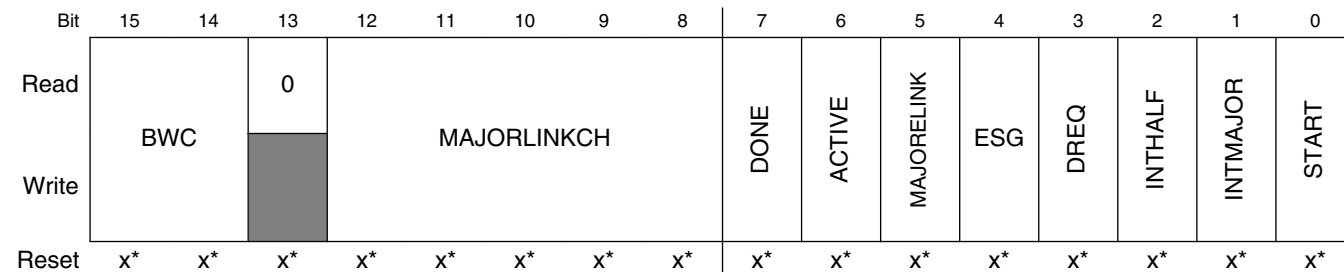 Bit 15 14 13 12 11 10 9 8 7 6 5 4 3 2 1 0
Read 0
BWC MAJORLINKCH DONE ACTIVE MAJORELINK ESG DREQ INTHALF INTMAJOR START
Write
Reset x* x* x* x* x* x* x* x* x* x* x* x* x* x* x* x*